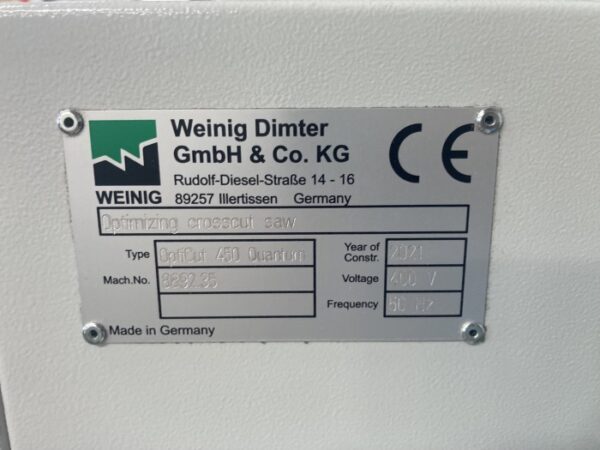 Weinig Dimter
GmbH & Co. KG
Rudolf-Diesel-Straße 14 - 16
89257 Illertissen Germany
WEINIG
CE
Optimizing crosscut saw
Type OptiCut 450 Quantum
Year of Constr. 2021
Mach.No.
Voltage 400 V
Frequency 50 Hz
Made in Germany